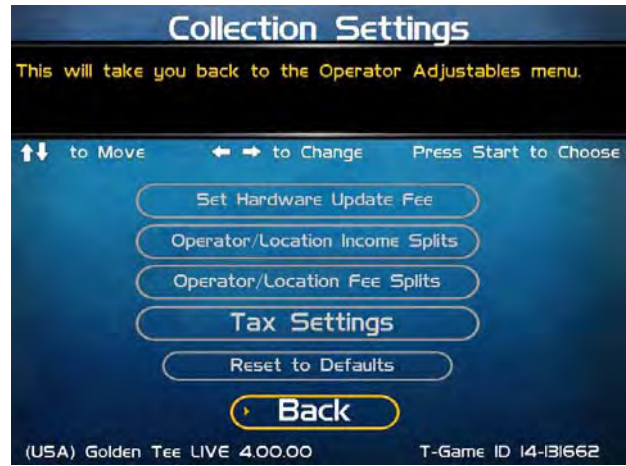 Collection Settings
This will take you back to the Operator Adjustables menu.
to Move to Change Press Start to Choose
Set Hardware Update Fee
Operator/Location Income Splits
Operator/Location Fee Splits
Tax Settings
Reset to Defaults
Back
(USA) Golden Tee LIVE 4.00.00 T-Game ID 14-131662